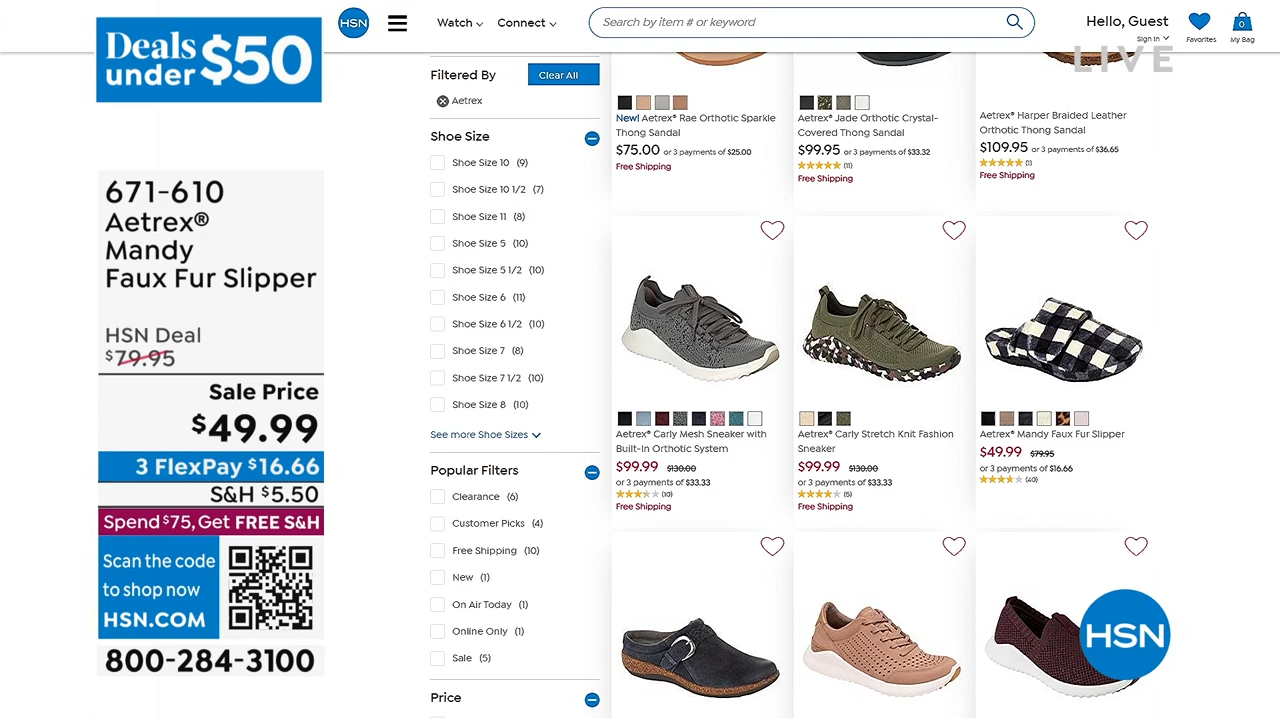 Deals
under $50
671-610
Aetrex®
Mandy
Faux Fur Slipper
HSN Deal
$79.95
Sale Price
$49.99
3 FlexPay $16.66
S&H $5.50
Spend $75, Get FREE S&H
Scan the code
to shop now
HSN.COM
800-284-3100
HSN
Watch
Connect
Search by item # or keyword
Hello, Guest
Sign In
Favorites
0
My Bag
LIVE
Filtered By
Clear All
Aetrex
Shoe Size
Shoe Size 10 (9)
Shoe Size 10 1/2 (7)
Shoe Size 11 (8)
Shoe Size 5 (10)
Shoe Size 5 1/2 (10)
Shoe Size 6 (11)
Shoe Size 6 1/2 (10)
Shoe Size 7 (8)
Shoe Size 7 1/2 (10)
Shoe Size 8 (10)
See more Shoe Sizes
Popular Filters
Clearance (6)
Customer Picks (4)
Free Shipping (10)
New (1)
On Air Today (1)
Online Only (1)
Sale (5)
Price
New! Aetrex® Rae Orthotic Sparkle
Thong Sandal
$75.00 or 3 payments of $25.00
Free Shipping
Aetrex® Jade Orthotic Crystal-
Covered Thong Sandal
$99.95 or 3 payments of $33.32
(11)
Free Shipping
Aetrex® Harper Braided Leather
Orthotic Thong Sandal
$109.95 or 3 payments of $36.65
(1)
Free Shipping
Aetrex® Carly Mesh Sneaker with
Built-In Orthotic System
$99.99 $130.00
or 3 payments of $33.33
(10)
Free Shipping
Aetrex® Carly Stretch Knit Fashion
Sneaker
$99.99 $130.00
or 3 payments of $33.33
(5)
Free Shipping
Aetrex® Mandy Faux Fur Slipper
$49.99 $79.95
or 3 payments of $16.66
(40)
HSN